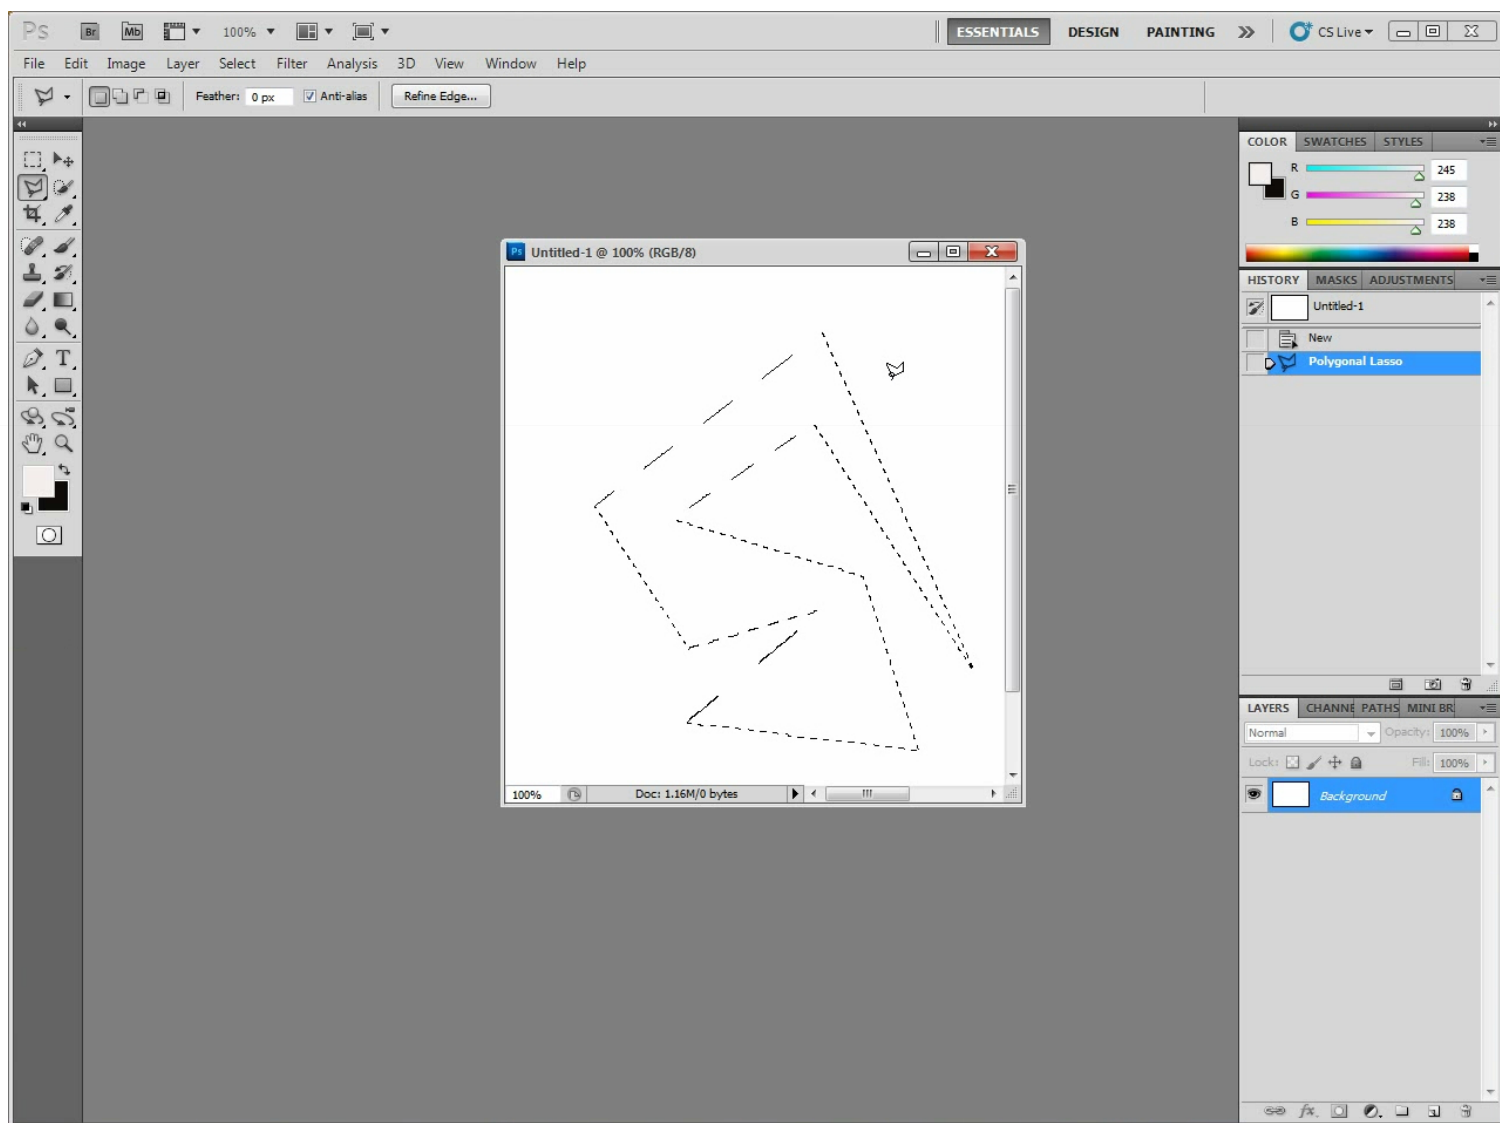 Ps Br Mb 100% ESSENTIALS DESIGN PAINTING CS Live
File Edit Image Layer Select Filter Analysis 3D View Window Help
Feather: 0 px Anti-alias Refine Edge...
COLOR SWATCHES STYLES
R 245
G 238
B 238
Ps Untitled-1 @ 100% (RGB/8)
HISTORY MASKS ADJUSTMENTS
Untitled-1
New
Polygonal Lasso
T
LAYERS CHANNE PATHS MINI BR
Normal Opacity: 100%
Lock: Fill: 100%
100% Doc: 1.16M/0 bytes
Background
fx.